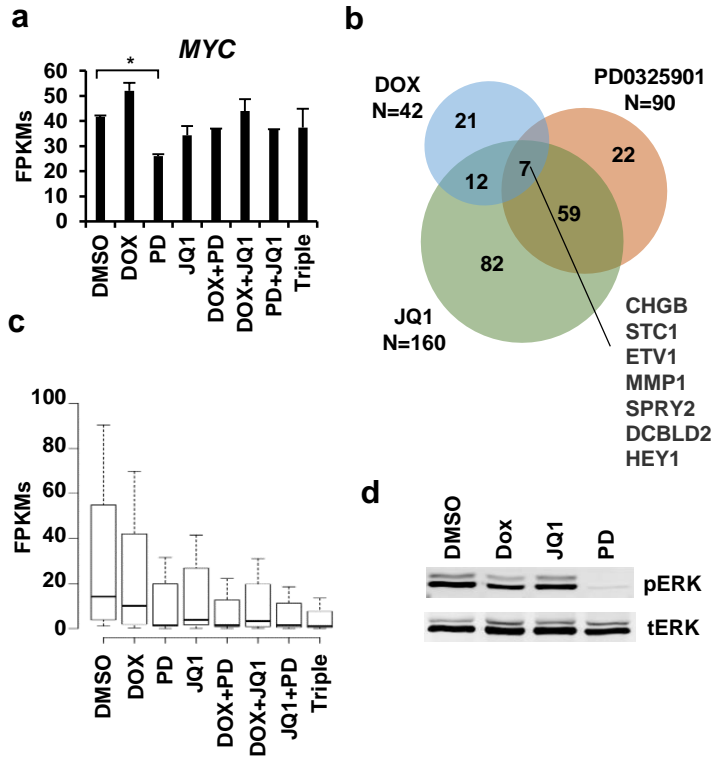 a
MYC
*
60
50
40
30
20
10
0
FPKMs
DMSO
DOX
PD
JQ1
DOX+PD
DOX+JQ1
PD+JQ1
Triple
b
DOX
N=42
PD0325901
N=90
21
7
22
12
59
82
JQ1
N=160
CHGB
STC1
ETV1
MMP1
SPRY2
DCBLD2
HEY1
c
100
80
60
40
20
0
FPKMs
DMSO
DOX
PD
JQ1
DOX+PD
DOX+JQ1
JQ1+PD
Triple
d
DMSO
Dox
JQ1
PD
pERK
tERK